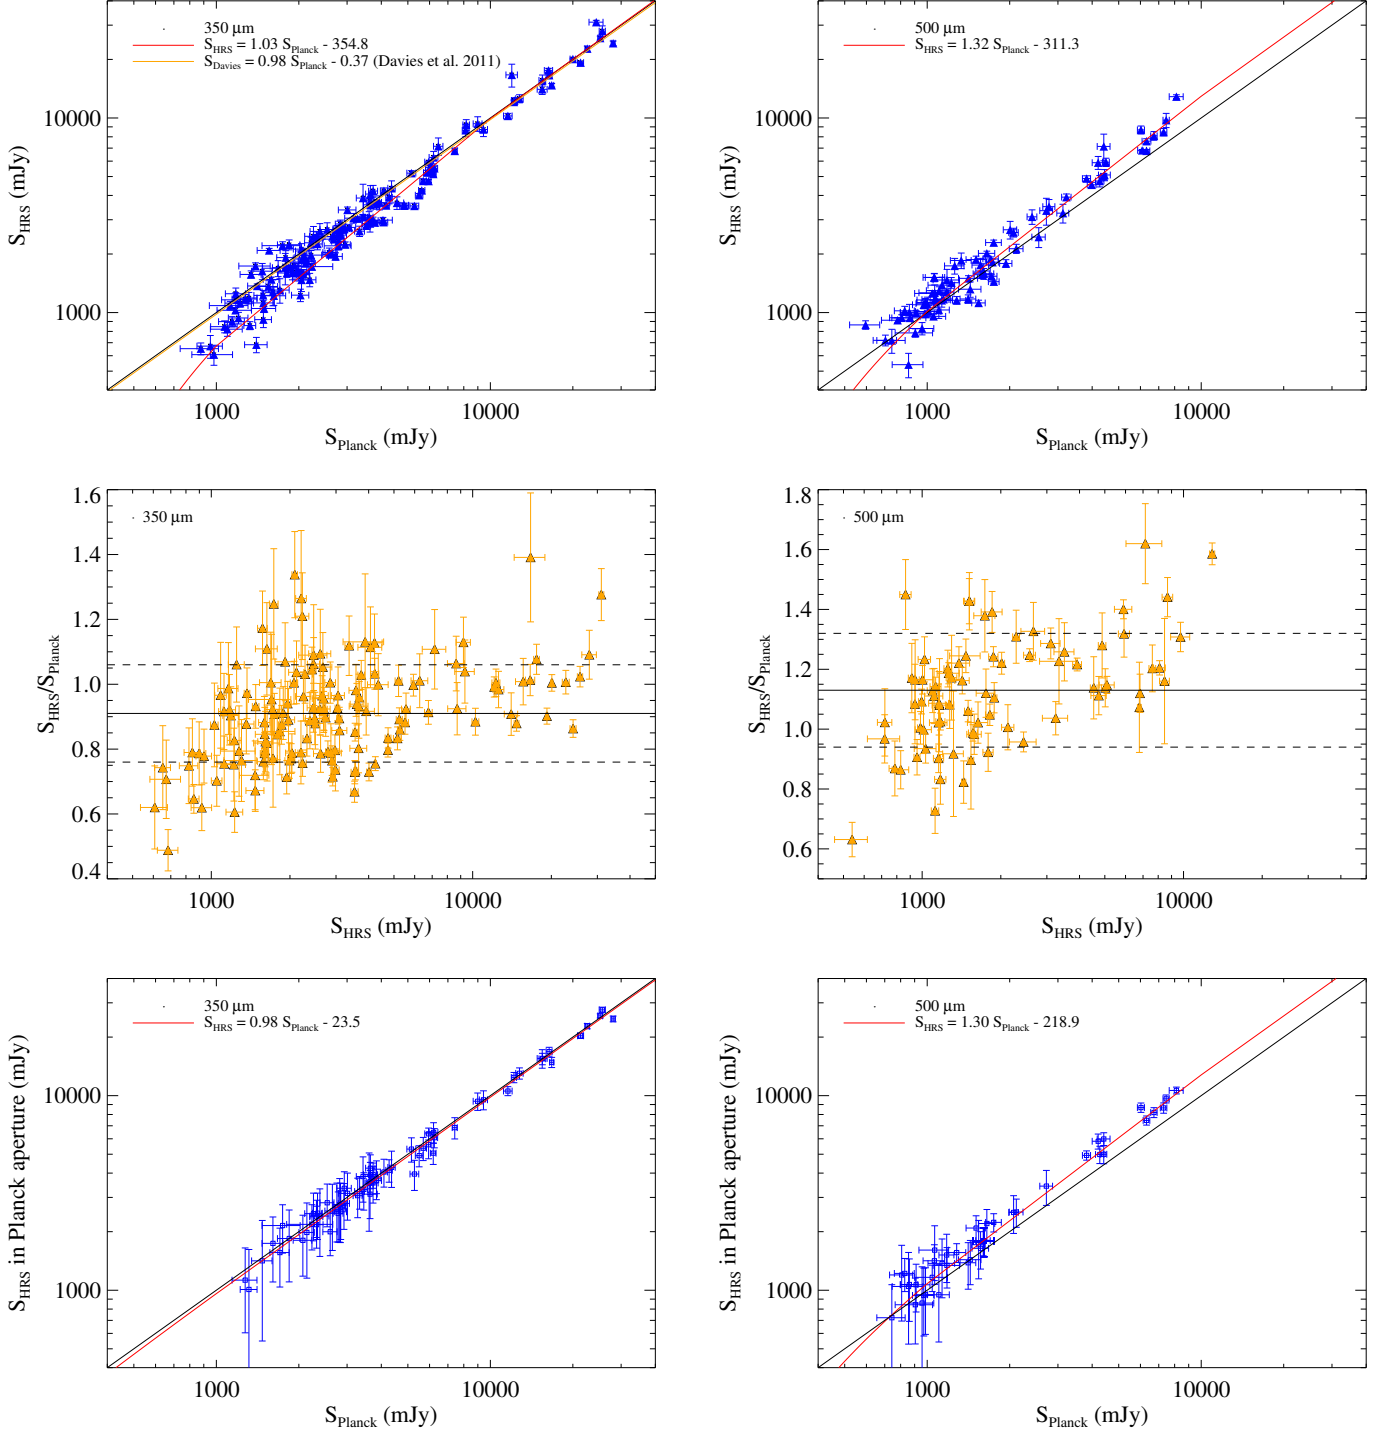 350 μm
S_HRS = 1.03 S_Planck - 354.8
S_Davies = 0.98 S_Planck - 0.37 (Davies et al. 2011)
10000
1000
S_HRS (mJy)
1000 10000
S_Planck (mJy)
500 μm
S_HRS = 1.32 S_Planck - 311.3
10000
1000
S_HRS (mJy)
1000 10000
S_Planck (mJy)
350 μm
1.6
1.4
1.2
1.0
0.8
0.6
0.4
S_HRS/S_Planck
1000 10000
S_HRS (mJy)
500 μm
1.8
1.6
1.4
1.2
1.0
0.8
0.6
S_HRS/S_Planck
1000 10000
S_HRS (mJy)
350 μm
S_HRS = 0.98 S_Planck - 23.5
10000
1000
S_HRS in Planck aperture (mJy)
1000 10000
S_Planck (mJy)
500 μm
S_HRS = 1.30 S_Planck - 218.9
10000
1000
S_HRS in Planck aperture (mJy)
1000 10000
S_Planck (mJy)